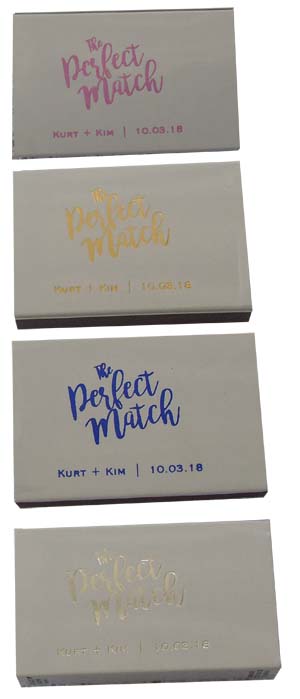 The
Perfect
Match
KURT + KIM | 10.03.18
The
Perfect
Match
KURT + KIM | 10.03.18
The
Perfect
Match
KURT + KIM | 10.03.18
The
Perfect
Match
KURT + KIM | 10.03.18